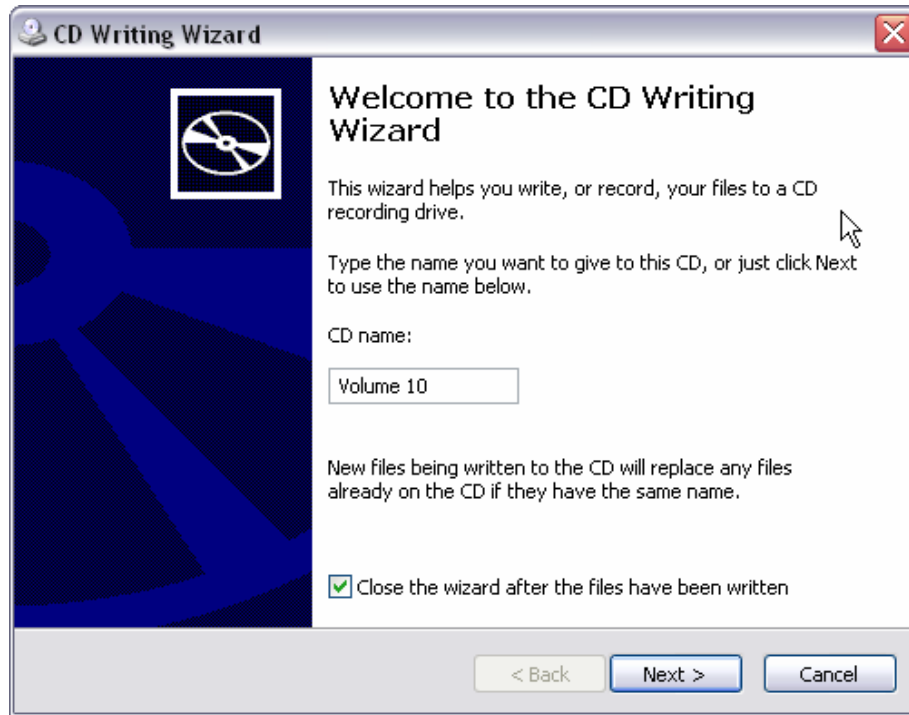 CD Writing Wizard
Welcome to the CD Writing
Wizard
This wizard helps you write, or record, your files to a CD
recording drive.
Type the name you want to give to this CD, or just click Next
to use the name below.
CD name:
Volume 10
New files being written to the CD will replace any files
already on the CD if they have the same name.
Close the wizard after the files have been written
< Back Next > Cancel